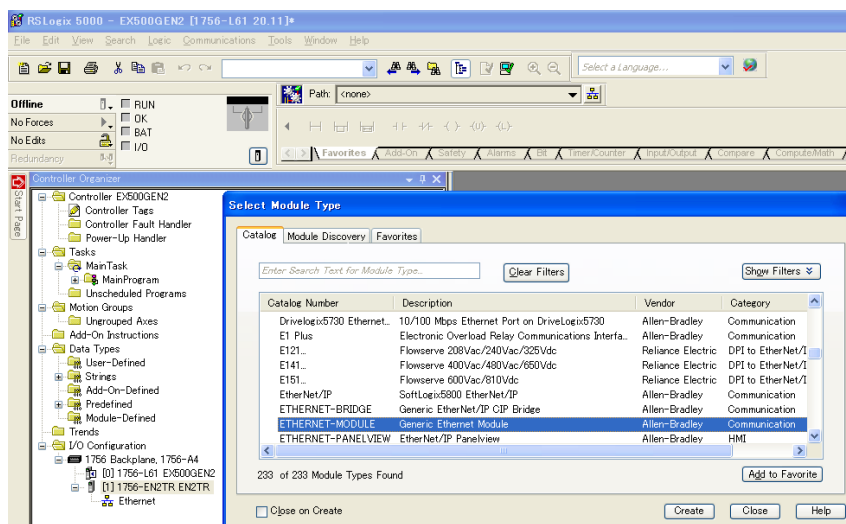 RSLogix 5000 - EX500GEN2 [1756-L61 20.11]*
File Edit View Search Logic Communications Tools Window Help
Select a Language...
Path: <none>
Offline RUN
No Forces OK
No Edits BAT
Redundancy I/O
Favorites Add-On Safety Alarms Bit Timer/Counter Input/Output Compare Compute/Math
Start Page
Controller Organizer
Controller EX500GEN2
Controller Tags
Controller Fault Handler
Power-Up Handler
Tasks
MainTask
MainProgram
Unscheduled Programs
Motion Groups
Ungrouped Axes
Add-On Instructions
Data Types
User-Defined
Strings
Add-On-Defined
Predefined
Module-Defined
Trends
I/O Configuration
1756 Backplane, 1756-A4
[0] 1756-L61 EX500GEN2
[1] 1756-EN2TR EN2TR
Ethernet
Select Module Type
Catalog Module Discovery Favorites
Enter Search Text for Module Type...
Clear Filters
Show Filters
Catalog Number Description Vendor Category
Drivelogix5730 Ethernet... 10/100 Mbps Ethernet Port on DriveLogix5730 Allen-Bradley Communication
E1 Plus Electronic Overload Relay Communications Interfa... Allen-Bradley Communication
E121... Flowserve 208Vac/240Vac/325Vdc Reliance Electric DPI to EtherNet/I
E141... Flowserve 400Vac/480Vac/650Vdc Reliance Electric DPI to EtherNet/I
E151... Flowserve 600Vac/810Vdc Reliance Electric DPI to EtherNet/I
EtherNet/IP SoftLogix5800 EtherNet/IP Allen-Bradley Communication
ETHERNET-BRIDGE Generic EtherNet/IP CIP Bridge Allen-Bradley Communication
ETHERNET-MODULE Generic Ethernet Module Allen-Bradley Communication
ETHERNET-PANELVIEW EtherNet/IP Panelview Allen-Bradley HMI
233 of 233 Module Types Found
Add to Favorite
Close on Create
Create Close Help